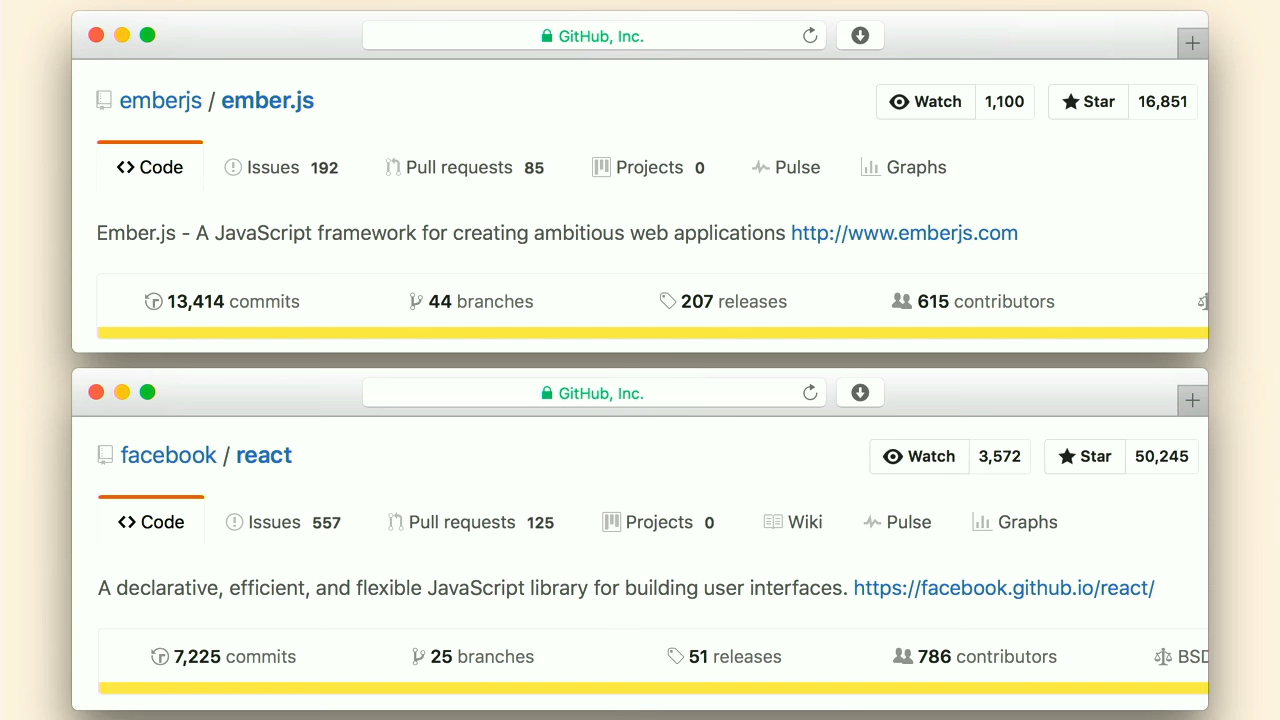 GitHub, Inc.
emberjs / ember.js Watch 1,100 Star 16,851
Code Issues 192 Pull requests 85 Projects 0 Pulse Graphs
Ember.js - A JavaScript framework for creating ambitious web applications http://www.emberjs.com
13,414 commits 44 branches 207 releases 615 contributors
GitHub, Inc.
facebook / react Watch 3,572 Star 50,245
Code Issues 557 Pull requests 125 Projects 0 Wiki Pulse Graphs
A declarative, efficient, and flexible JavaScript library for building user interfaces. https://facebook.github.io/react/
7,225 commits 25 branches 51 releases 786 contributors BSD